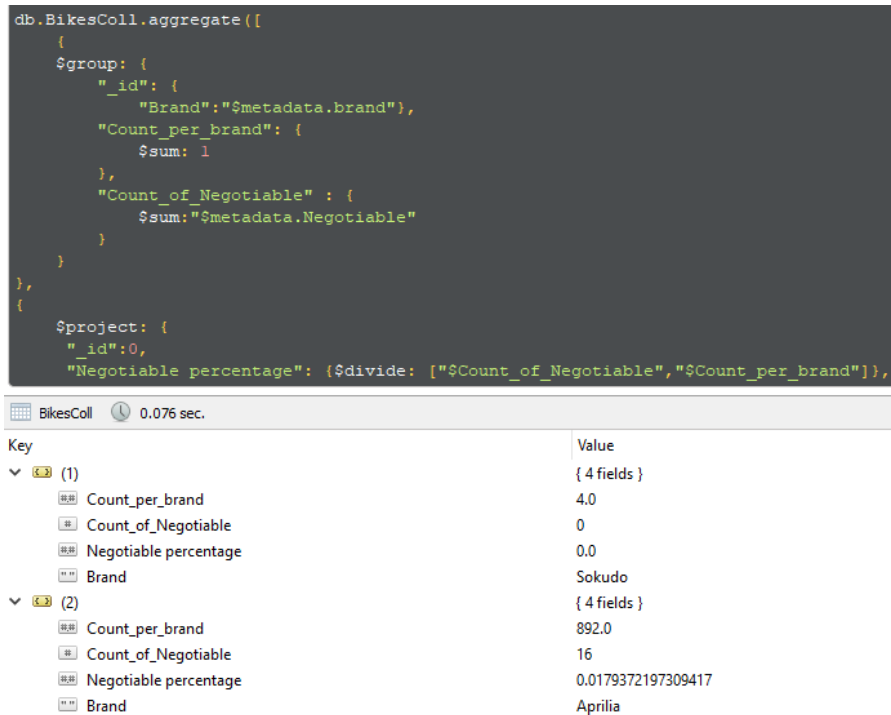 db.BikesColl.aggregate([
{
$group: {
"_id": {
"Brand":"$metadata.brand"},
"Count_per_brand": {
$sum: 1
},
"Count_of_Negotiable" : {
$sum:"$metadata.Negotiable"
}
}
},
{
$project: {
"_id":0,
"Negotiable percentage": {$divide: ["$Count_of_Negotiable","$Count_per_brand"]},
BikesColl 0.076 sec.
Key Value
(1) { 4 fields }
Count_per_brand 4.0
Count_of_Negotiable 0
Negotiable percentage 0.0
Brand Sokudo
(2) { 4 fields }
Count_per_brand 892.0
Count_of_Negotiable 16
Negotiable percentage 0.0179372197309417
Brand Aprilia